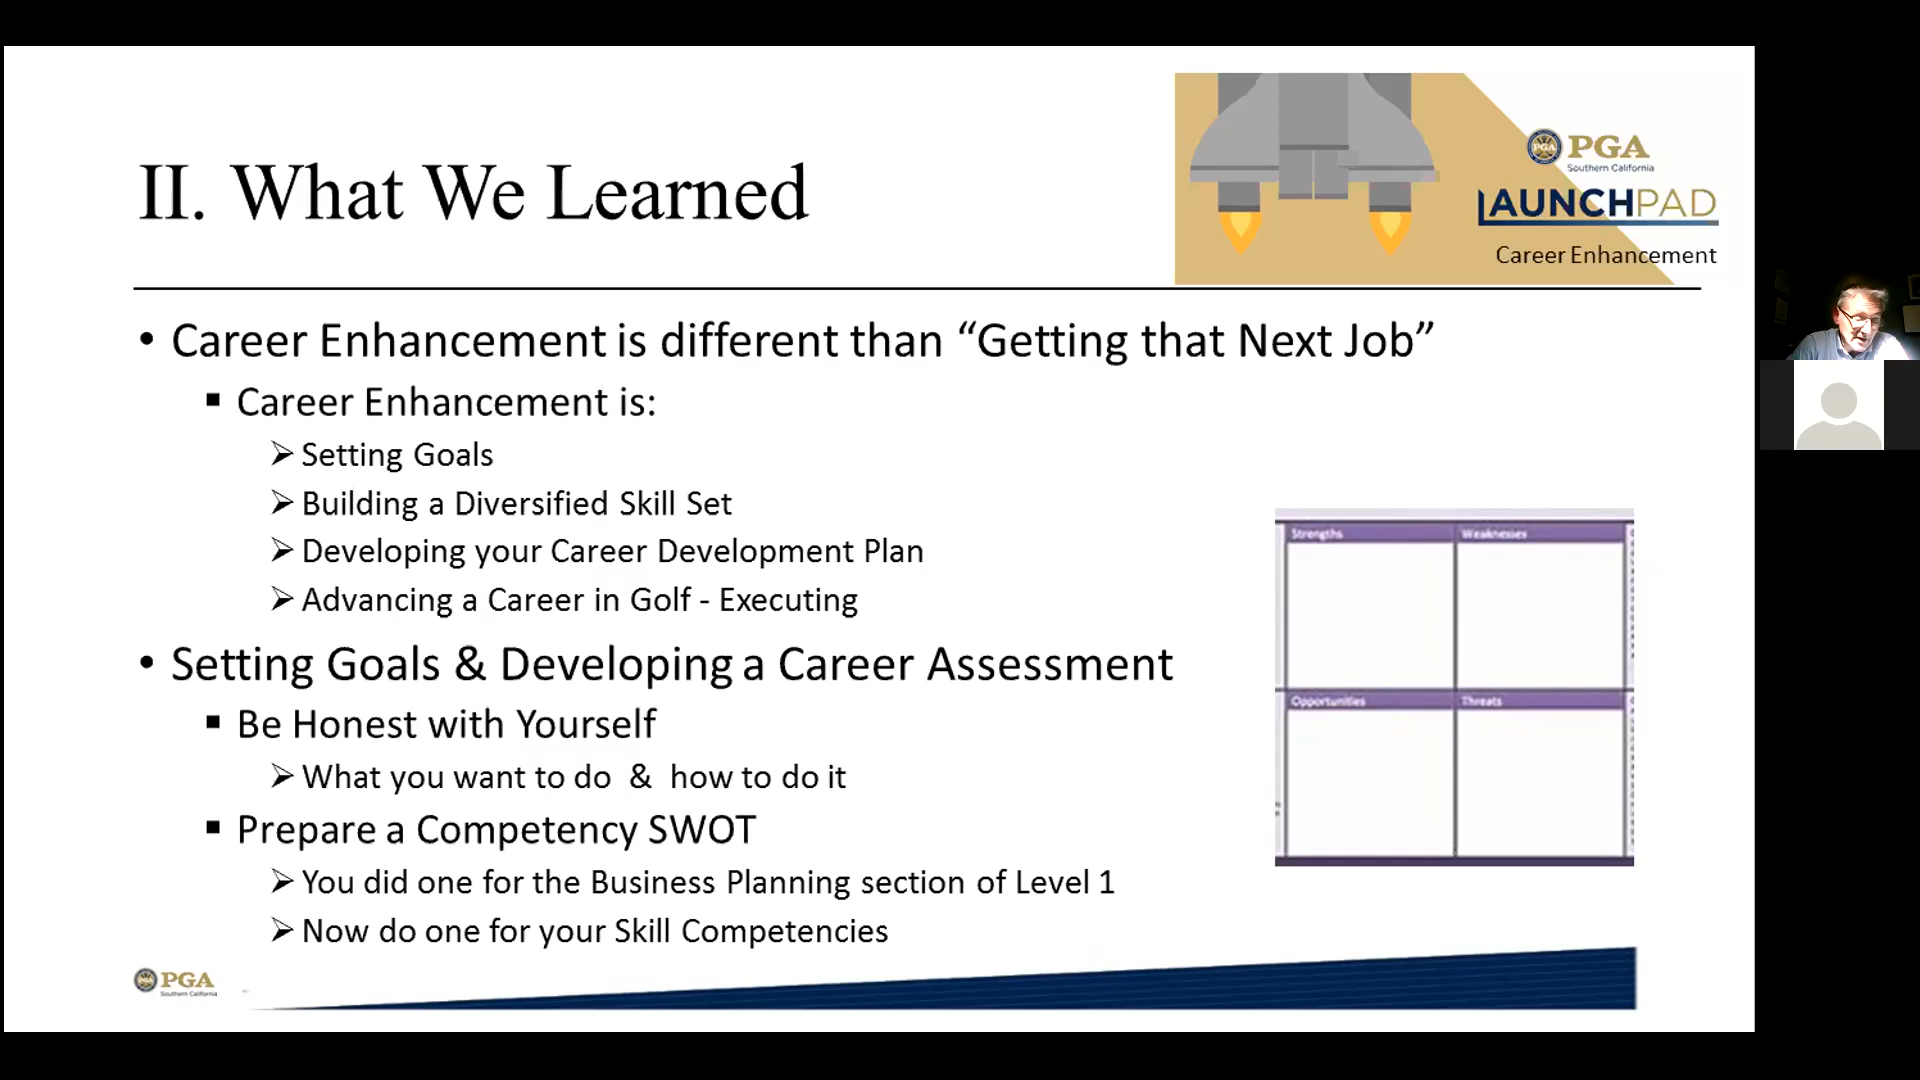 II. What We Learned
PGA
PGA
Southern California
LAUNCHPAD
Career Enhancement
• Career Enhancement is different than “Getting that Next Job”
▪ Career Enhancement is:
➢ Setting Goals
➢ Building a Diversified Skill Set
➢ Developing your Career Development Plan
➢ Advancing a Career in Golf - Executing
• Setting Goals & Developing a Career Assessment
▪ Be Honest with Yourself
➢ What you want to do & how to do it
▪ Prepare a Competency SWOT
➢ You did one for the Business Planning section of Level 1
➢ Now do one for your Skill Competencies
Strengths Weaknesses
Opportunities Threats
PGA
Southern California